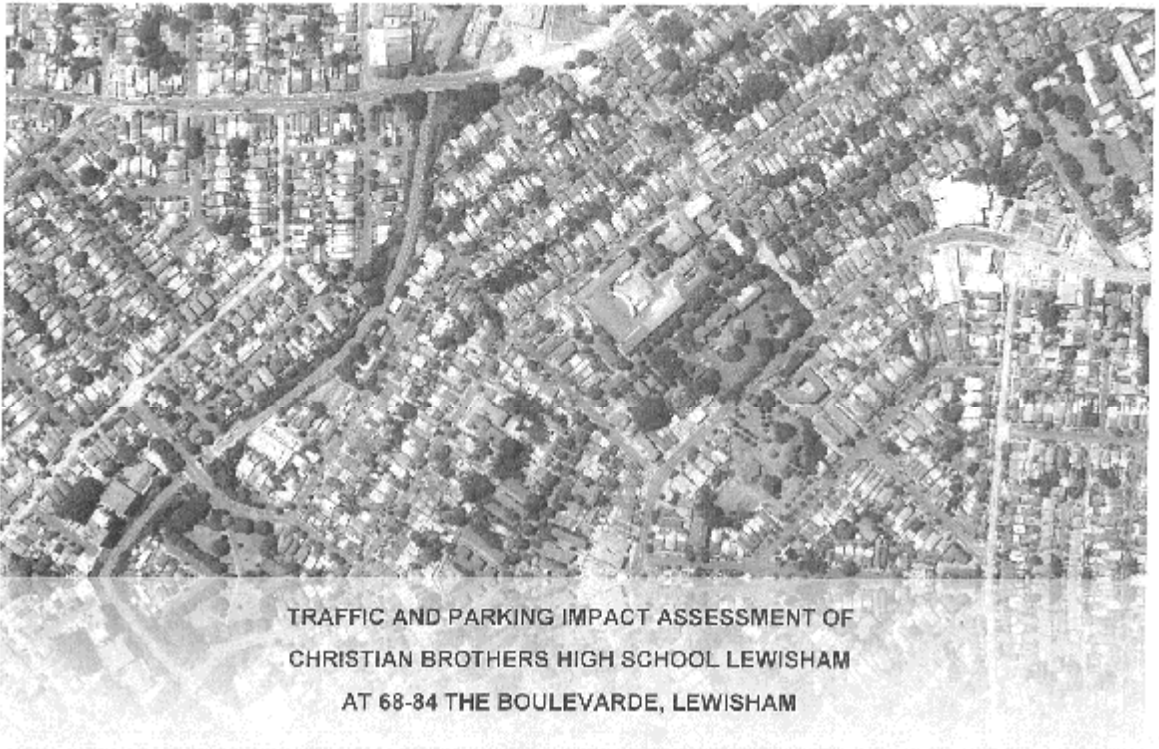 TRAFFIC AND PARKING IMPACT ASSESSMENT OF
CHRISTIAN BROTHERS HIGH SCHOOL LEWISHAM
AT 68-84 THE BOULEVARDE, LEWISHAM